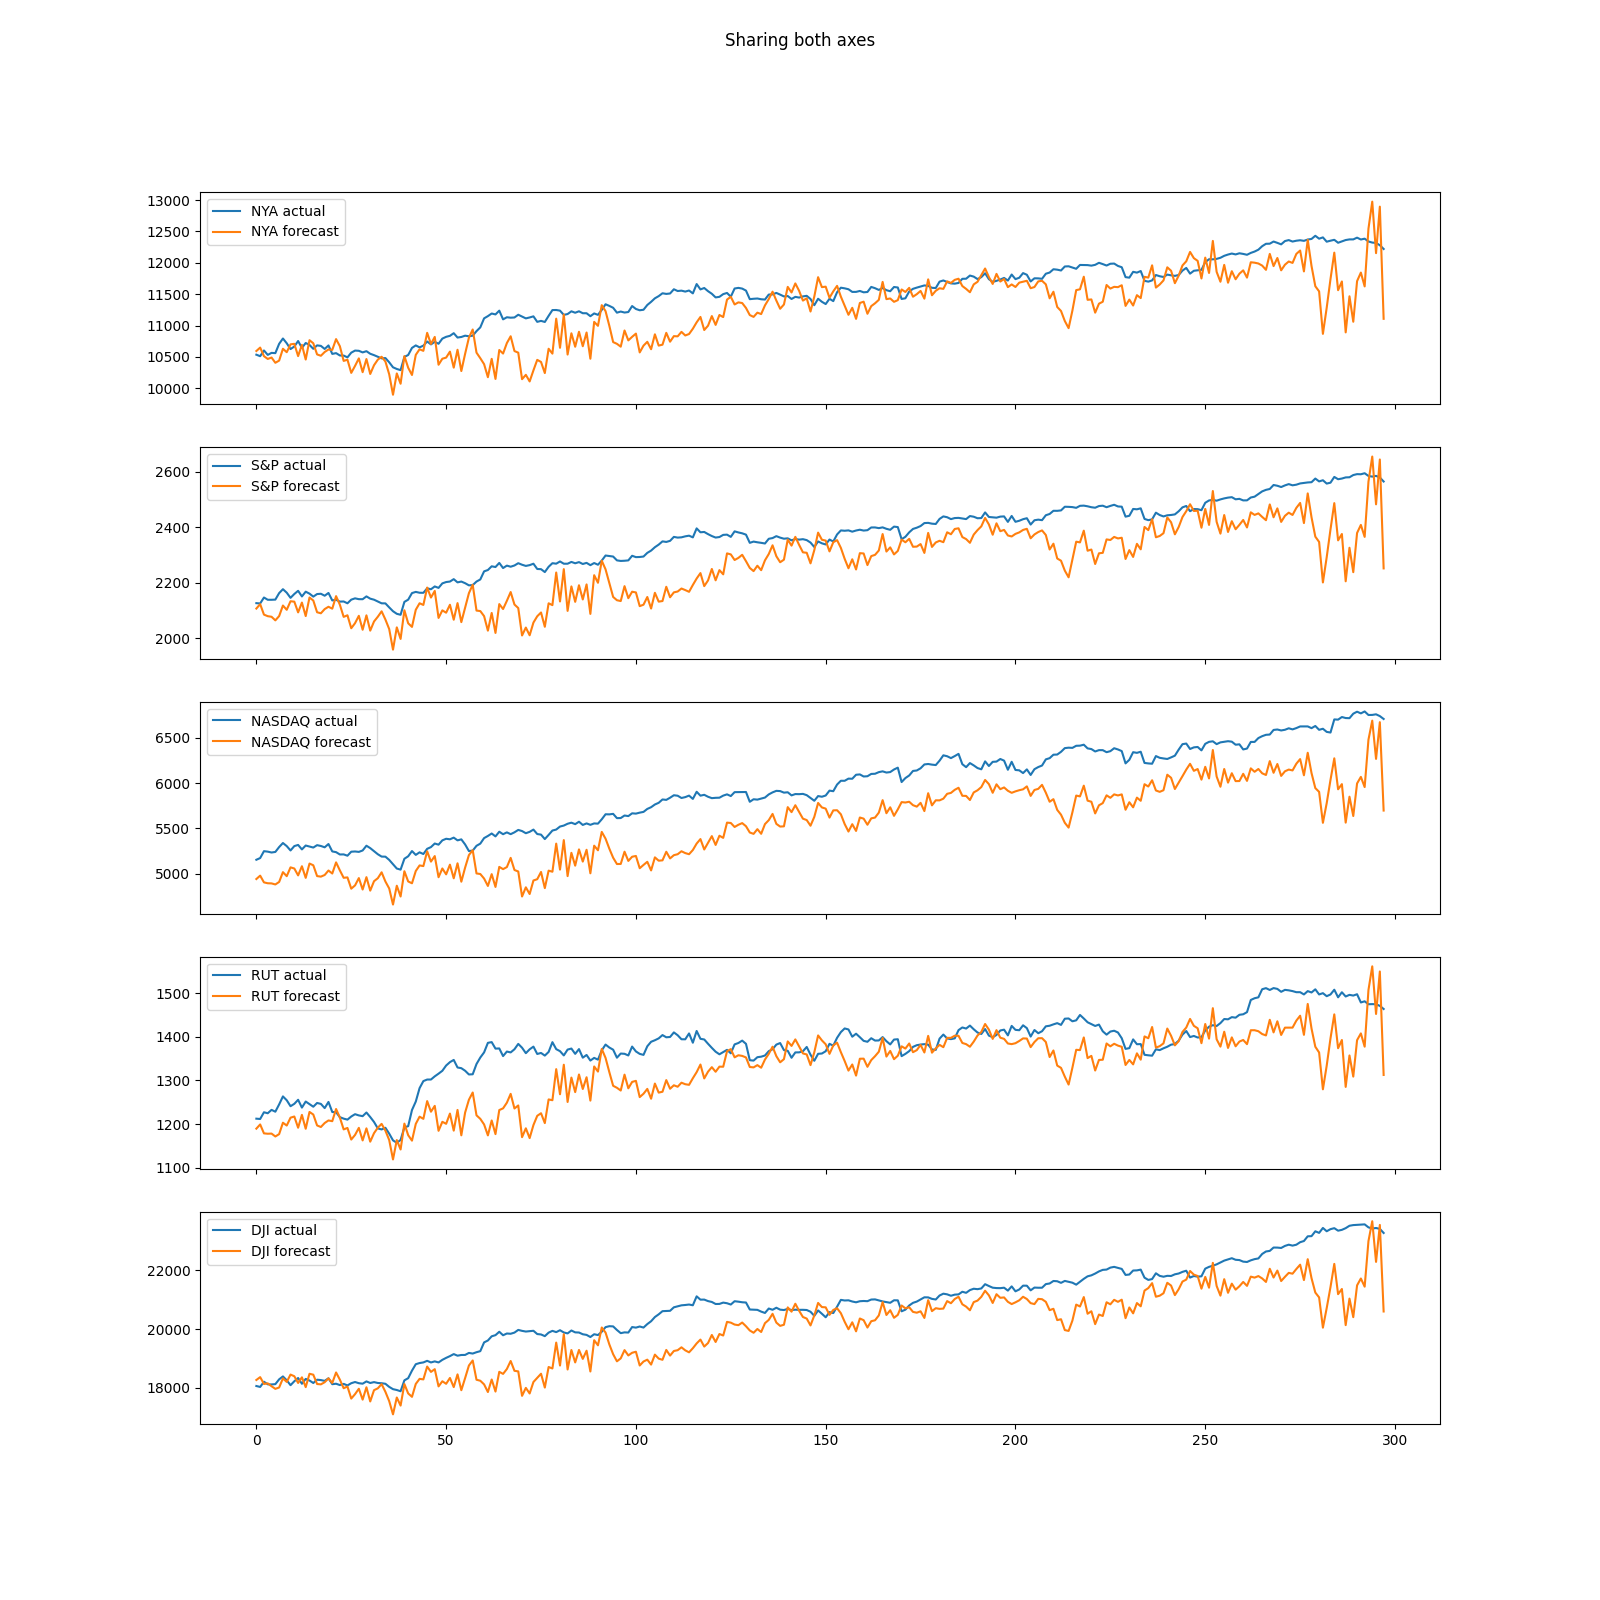 Sharing both axes
13000
12500
12000
11500
11000
10500
10000
NYA actual
NYA forecast
2600
2400
2200
2000
S&P actual
S&P forecast
6500
6000
5500
5000
NASDAQ actual
NASDAQ forecast
1500
1400
1300
1200
1100
RUT actual
RUT forecast
22000
20000
18000
DJI actual
DJI forecast
0 50 100 150 200 250 300